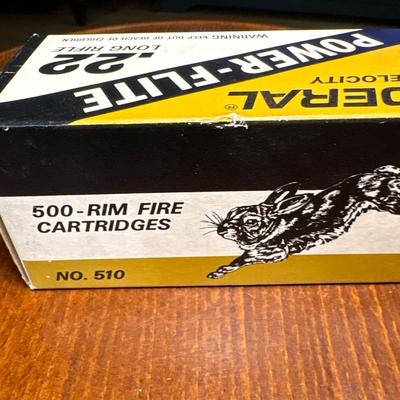 WARNING KEEP OUT OF REACH OF CHILDREN
.22
LONG RIFLE
POWER-FLITE
DERAL®
ELOCITY
500-RIM FIRE
CARTRIDGES
NO. 510